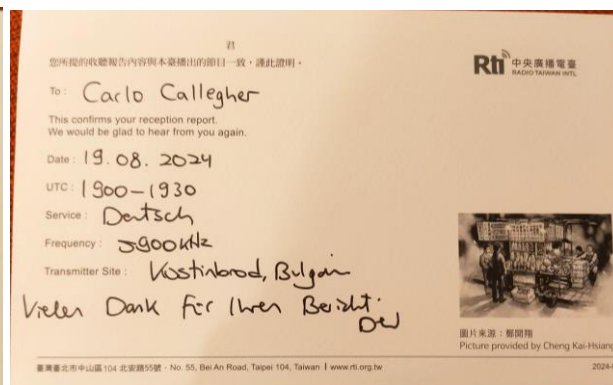 君
您所提的收聽報告內容與本臺播出的節目一致，謹此證明。
Rti 中央廣播電臺
RADIO TAIWAN INTL
To : Carlo Callegher
This confirms your reception report.
We would be glad to hear from you again.
Date : 19.08.2024
UTC : 1900-1930
Service : Deutsch
Frequency : 5900kHz
Transmitter Site : Kostinbrod, Bulgarien
Vielen Dank für Ihren Bericht.
圖片來源：鄭開翔
Picture provided by Cheng Kai-Hsiang
臺灣臺北市中山區104 北安路55號 · No. 55, Bei An Road, Taipei 104, Taiwan | www.rti.org.tw
2024